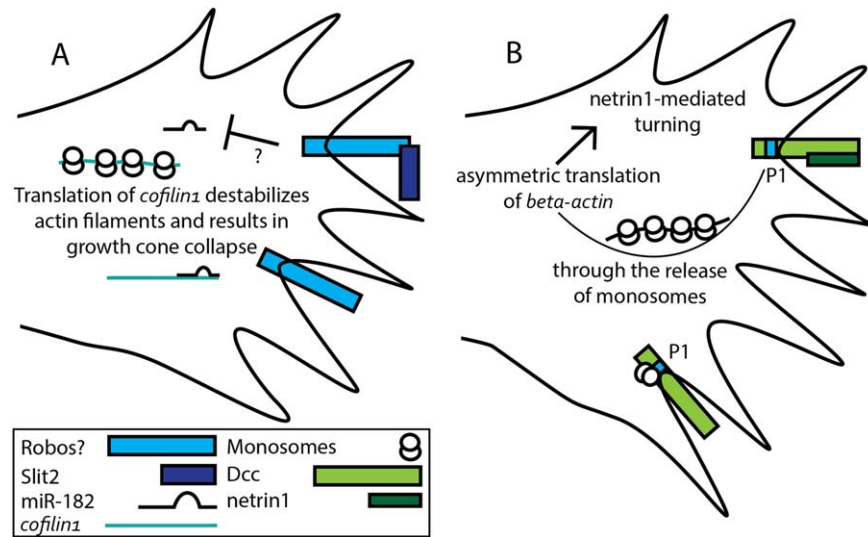 A
?
Translation of cofilin1 destabilizes
actin filaments and results in
growth cone collapse
B
netrin1-mediated
turning
P1
asymmetric translation
of beta-actin
through the release
of monosomes
P1
Robos?
Monosomes
Slit2
Dcc
miR-182
netrin1
cofilin1